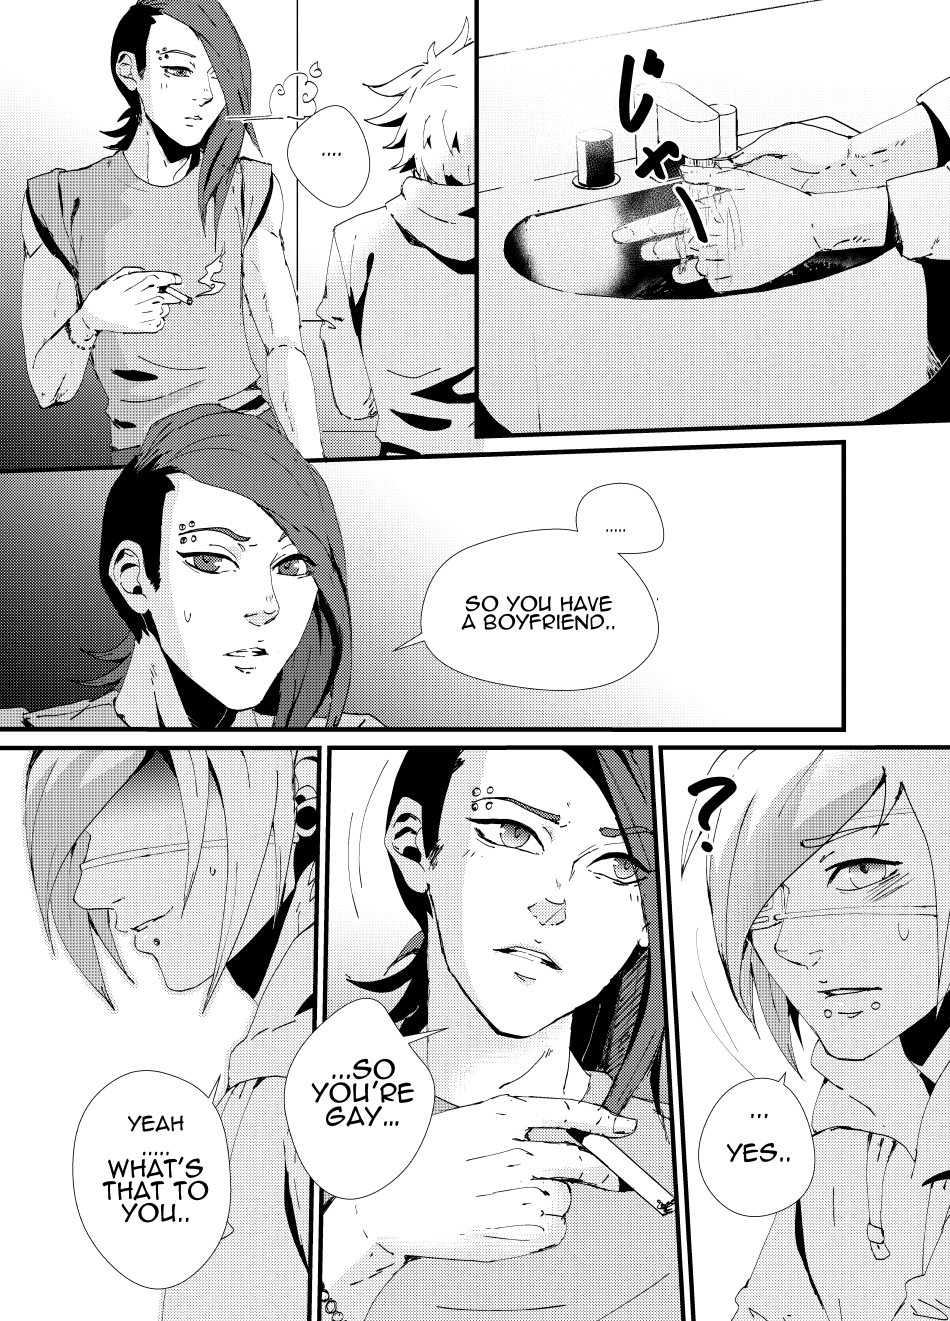 ....
じゃー
.....
SO YOU HAVE
A BOYFRIEND..
YEAH
.....
WHAT'S
THAT TO
YOU..
...SO
YOU'RE
GAY...
?
...
YES..